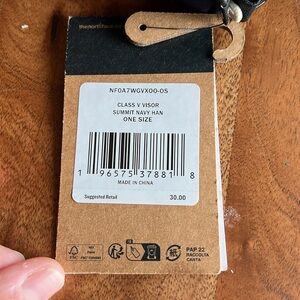 NF0A7WGVX00-OS
CLASS V VISOR
SUMMIT NAVY HAN
ONE SIZE
1 96575 37881 8
MADE IN CHINA
Suggested Retail 30.00
FSC
PAP 22
RACCOLTA
CARTA